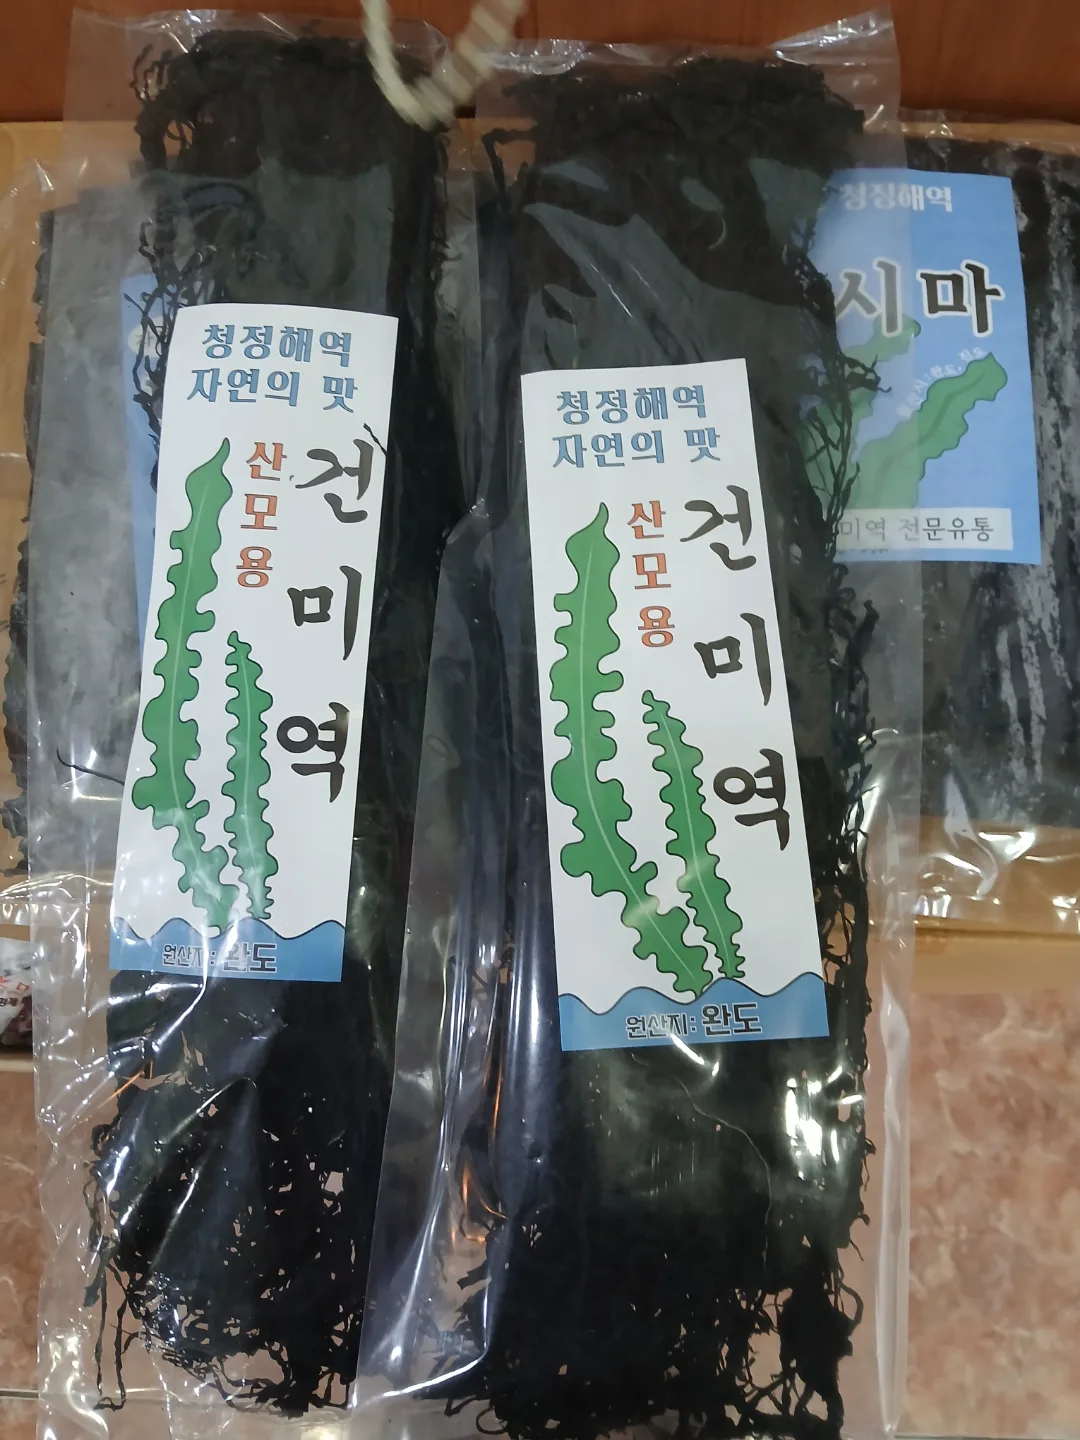 청정해역
자연의 맛
산모용
건미역
원산지: 완도
청정해역
자연의 맛
산모용
건미역
원산지: 완도
청정해역
시마
미역 전문유통